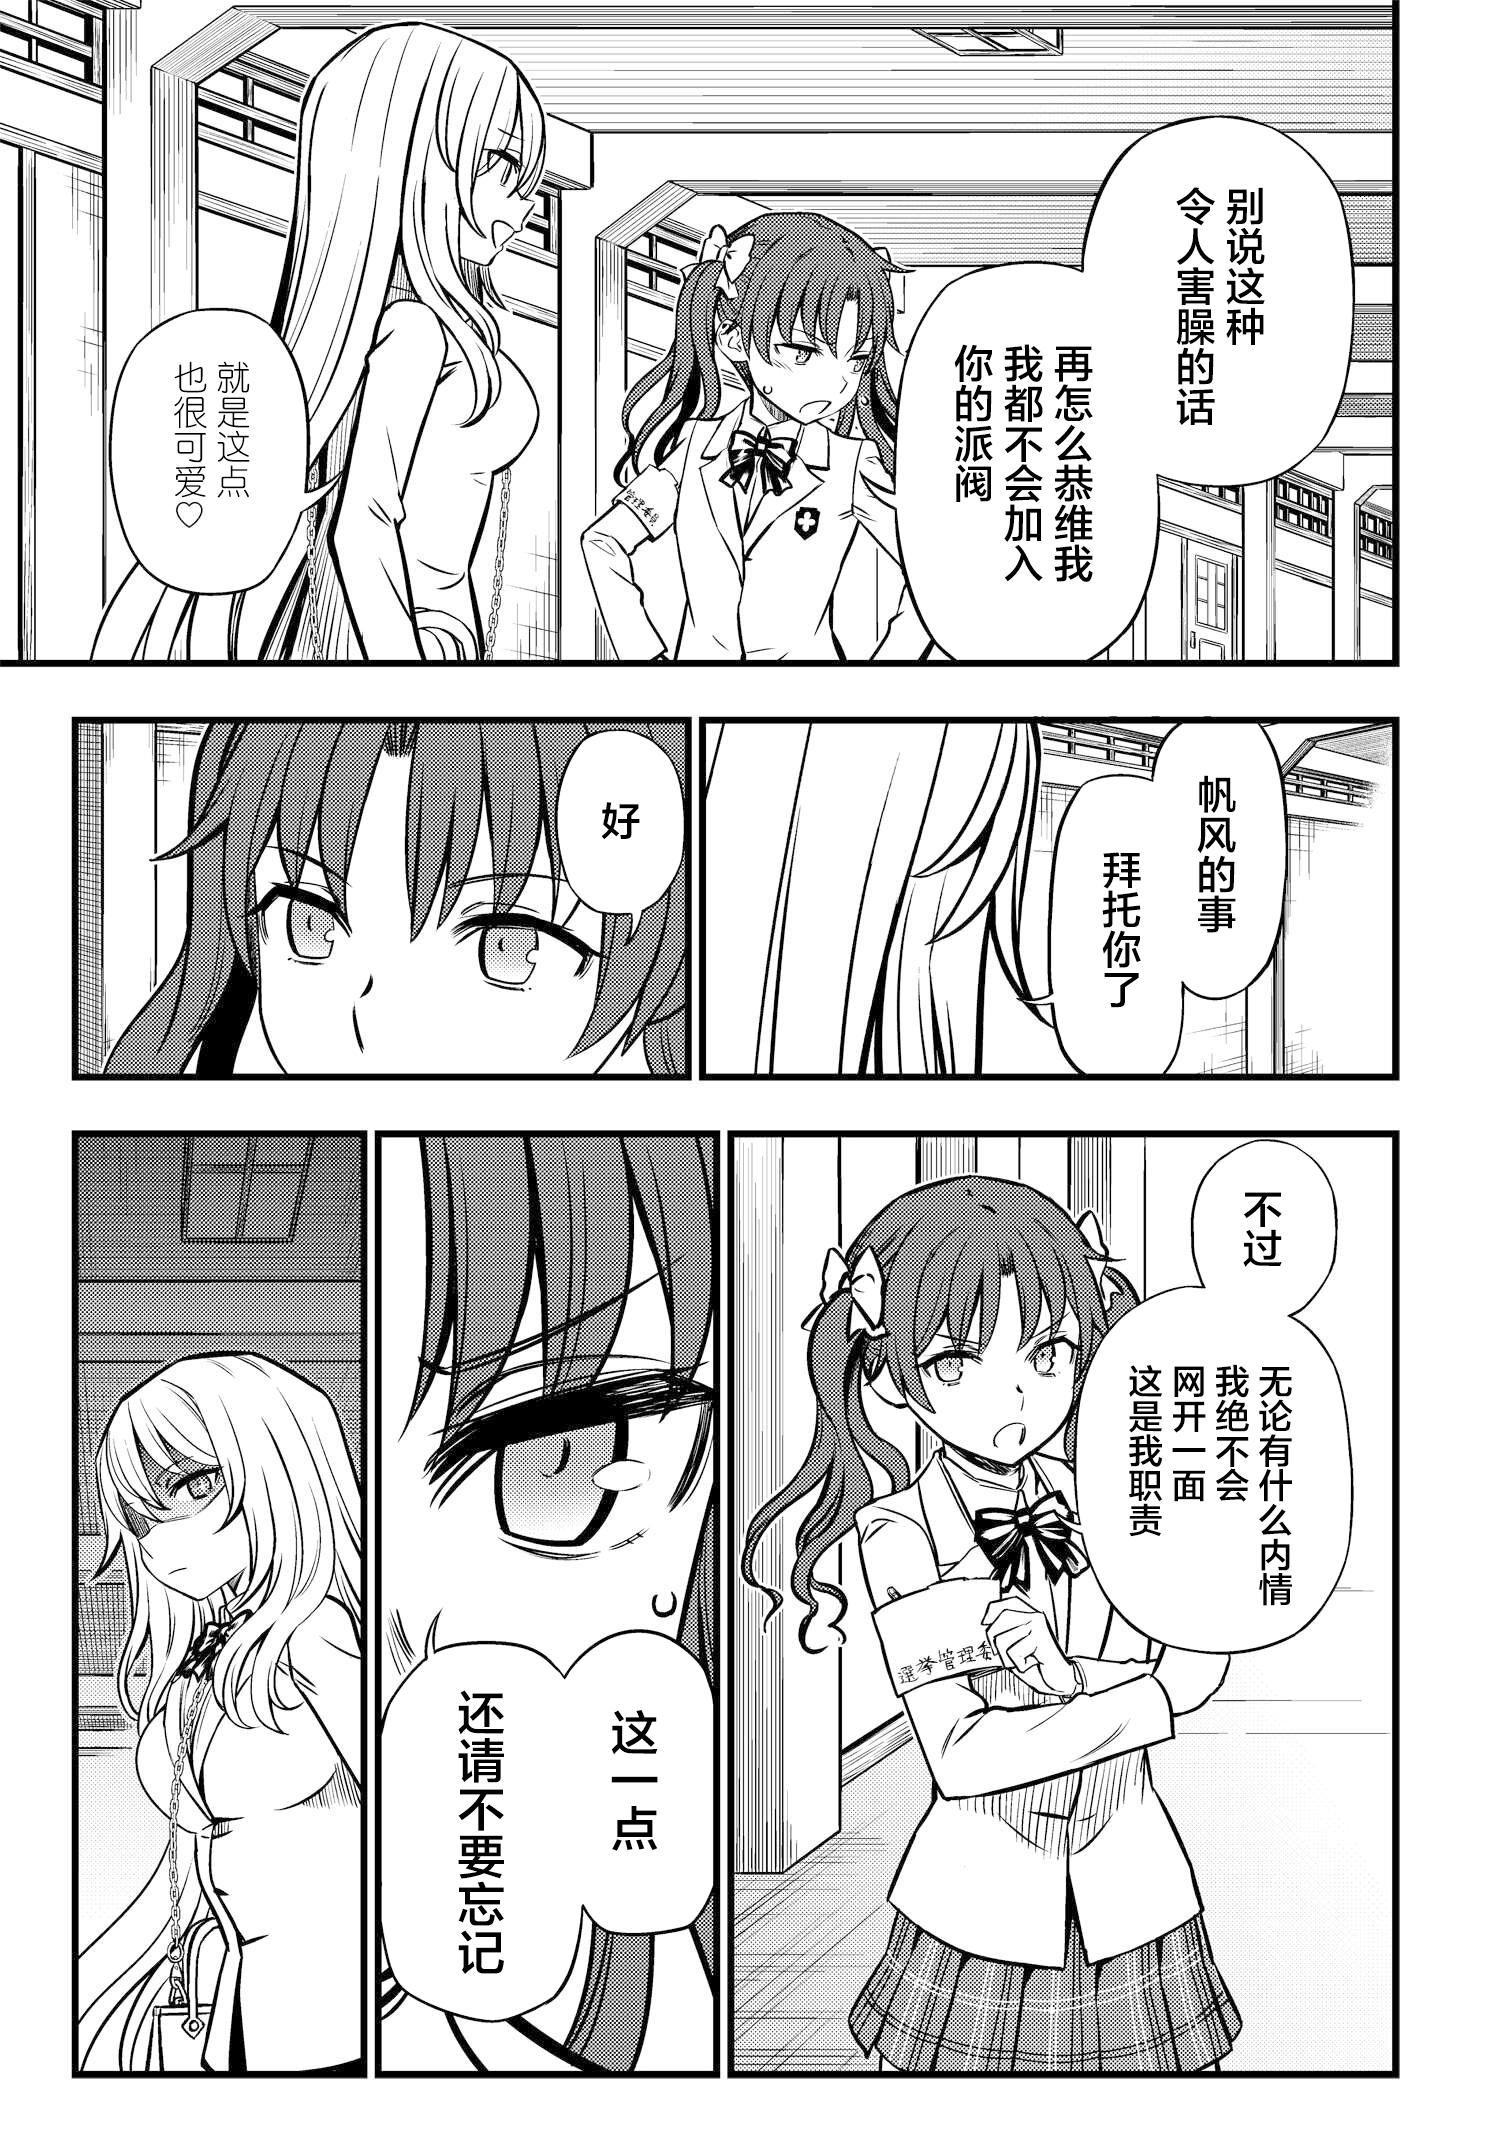 别说这种
令人害臊的话
再怎么恭维我
我都不会加入
你的派阀
管理委員
就是这点
也很可爱♡
帆风的事
拜托你了
好
不过
无论有什么内情
我绝不会
网开一面
这是我职责
選挙管理委
这一点
还请不要忘记